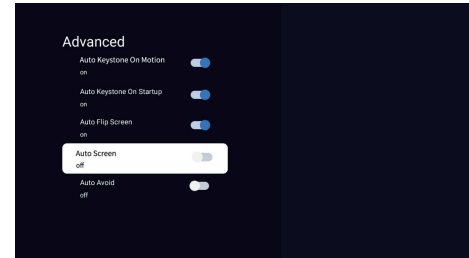 Advanced
Auto Keystone On Motion
on
Auto Keystone On Startup
on
Auto Flip Screen
on
Auto Screen
off
Auto Avoid
off